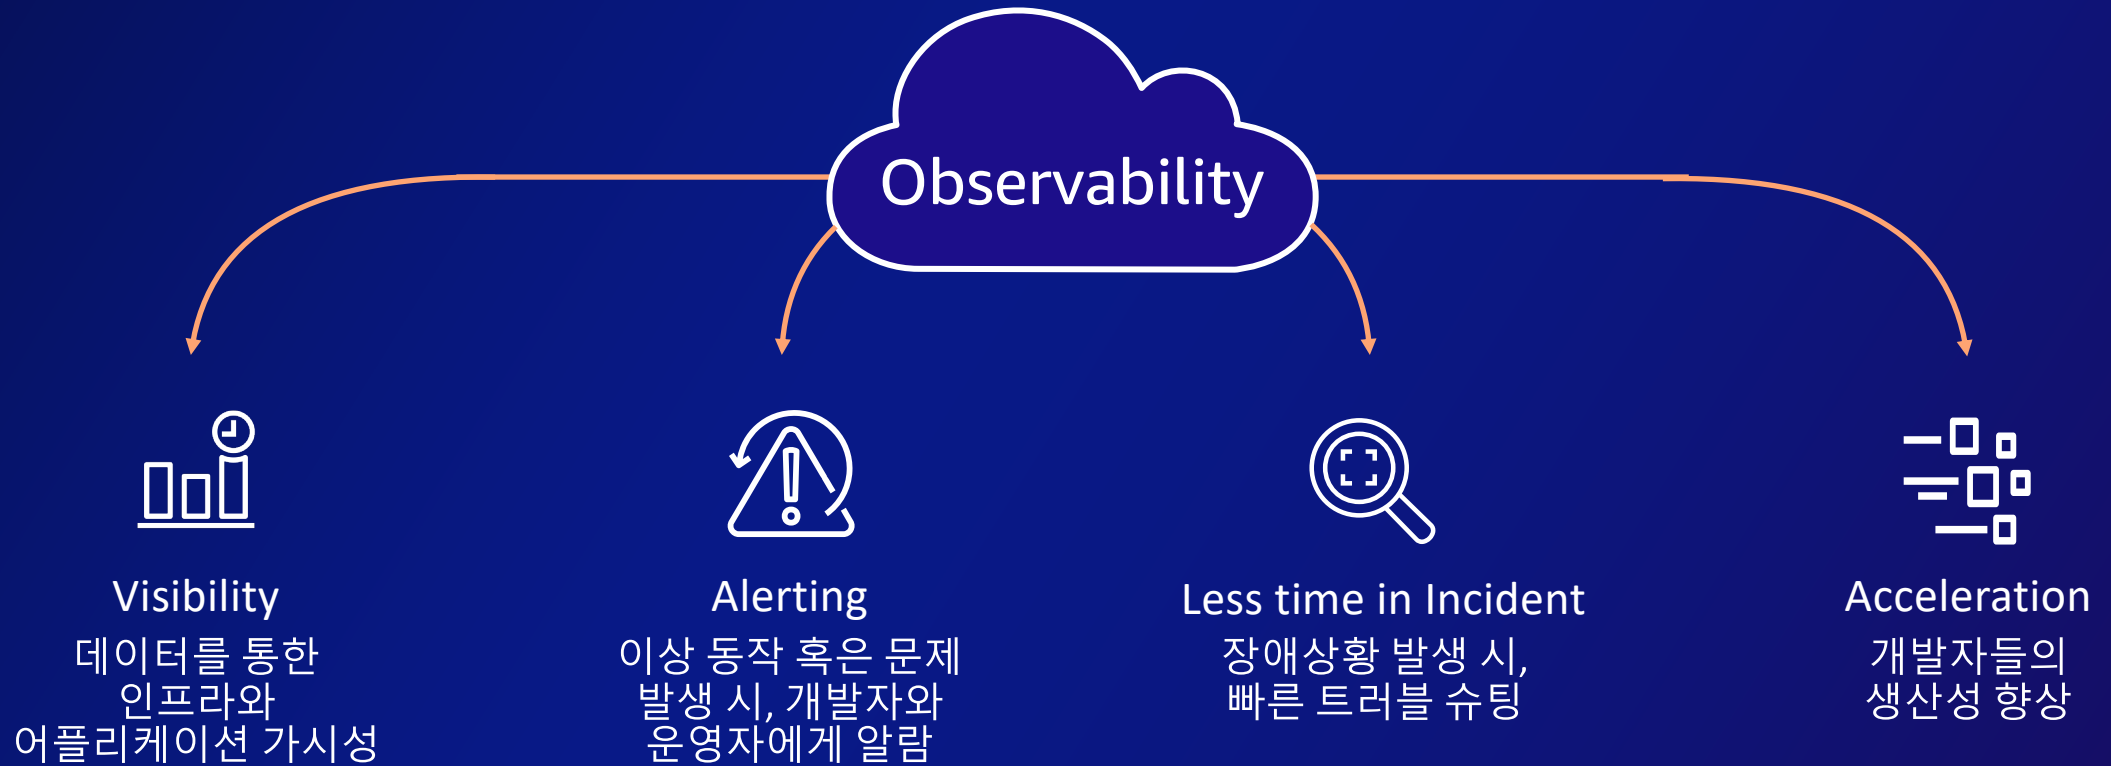 Observability
Visibility
데이터를 통한
인프라와
어플리케이션 가시성
Alerting
이상 동작 혹은 문제
발생 시, 개발자와
운영자에게 알람
Less time in Incident
장애상황 발생 시,
빠른 트러블 슈팅
Acceleration
개발자들의
생산성 향상